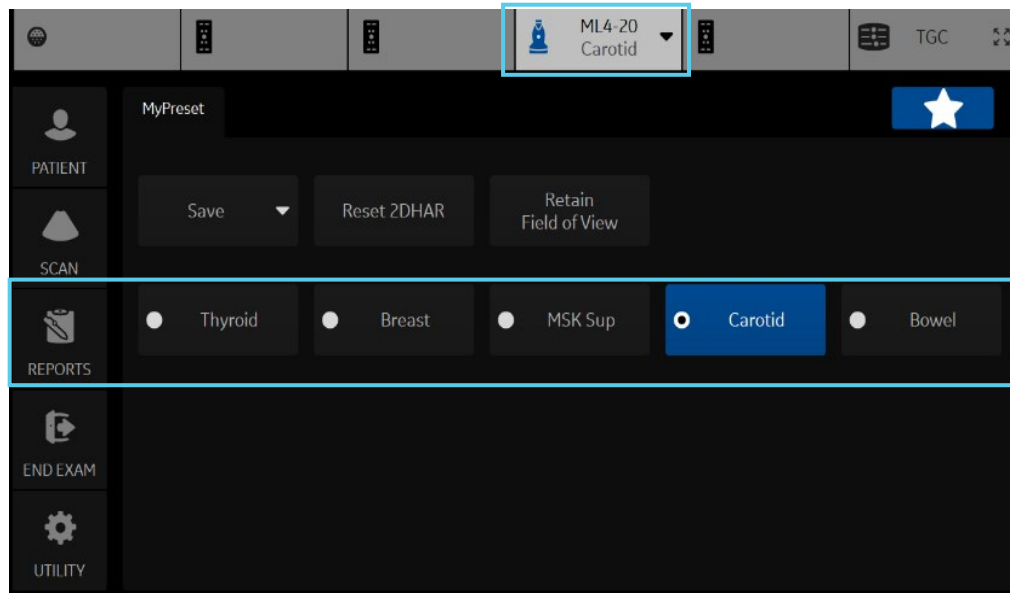 ML4-20
Carotid
TGC
MyPreset
PATIENT
Save
Reset 2DHAR
Retain
Field of View
SCAN
Thyroid
Breast
MSK Sup
Carotid
Bowel
REPORTS
END EXAM
UTILITY